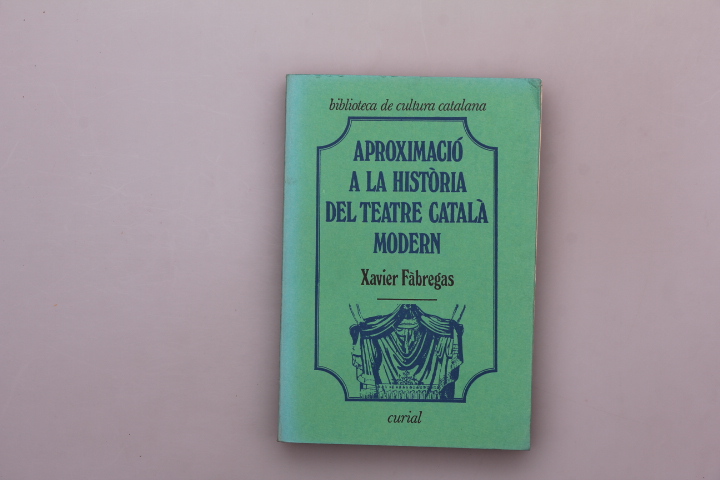 biblioteca de cultura catalana
APROXIMACIÓ
A LA HISTÒRIA
DEL TEATRE CATALÀ
MODERN
Xavier Fàbregas
curial